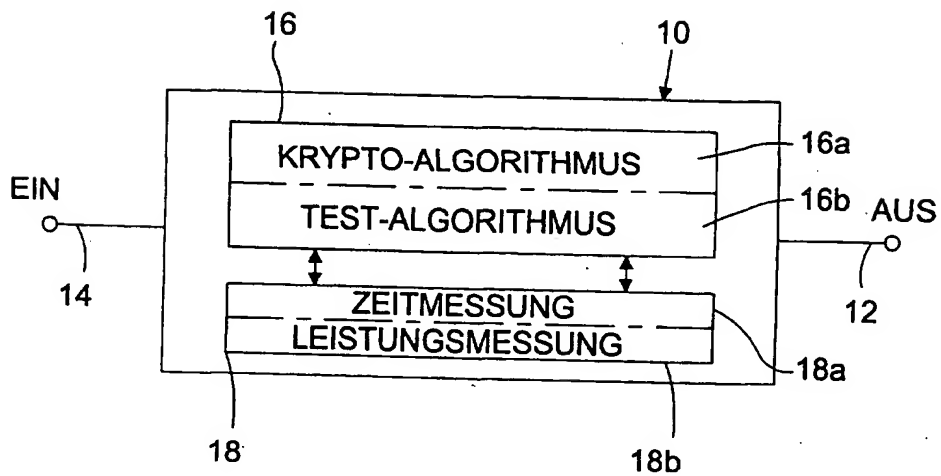 16
10
KRYPTO-ALGORITHMUS
16a
EIN
TEST-ALGORITHMUS
16b
AUS
14
ZEITMESSUNG
12
LEISTUNGSMESSUNG
18a
18
18b